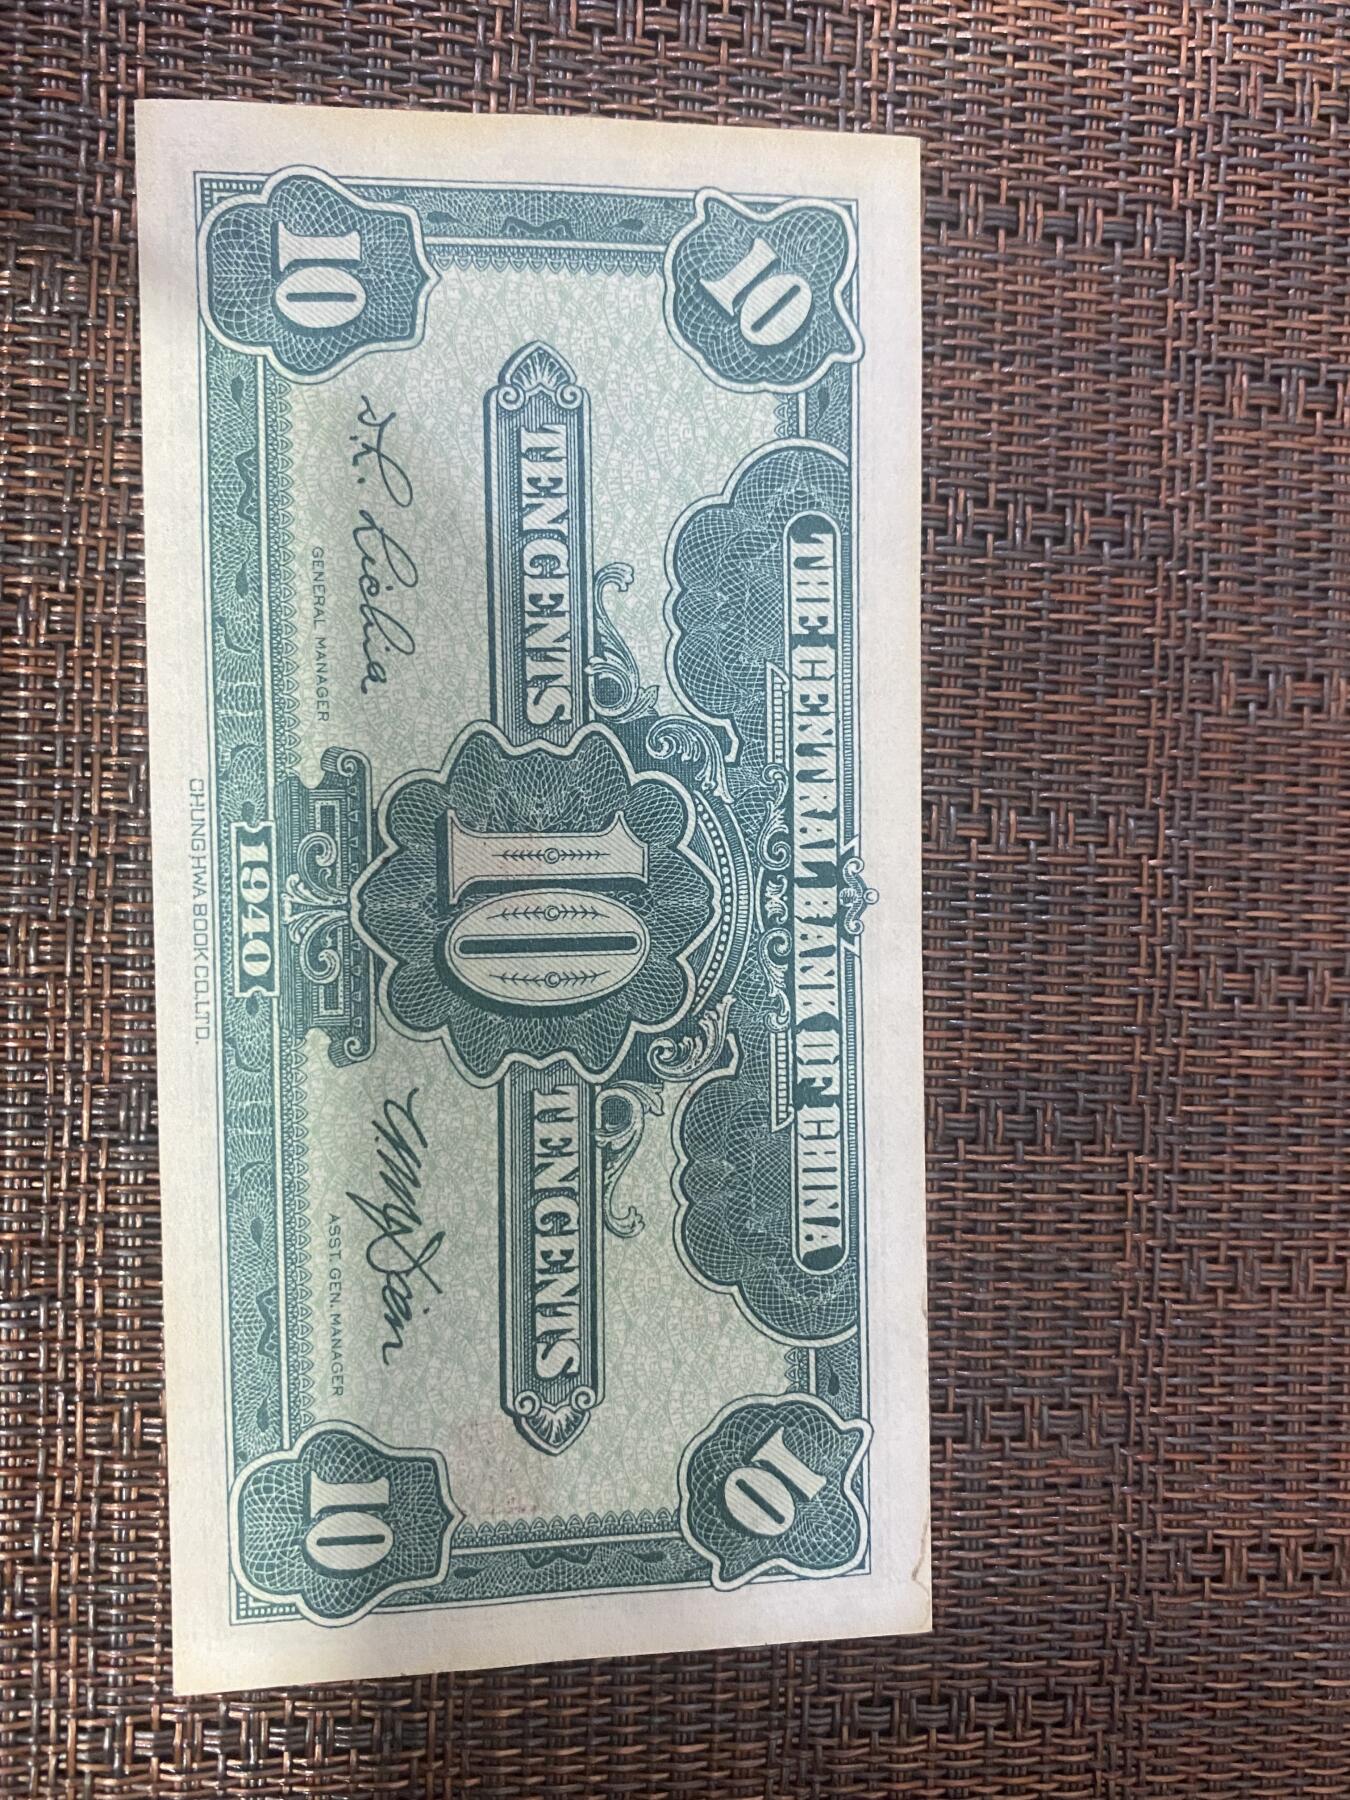 THE CENTRAL BANK OF CHINA
10 10
TEN CENTS 10 TEN CENTS
GENERAL MANAGER
ASST. GEN. MANAGER
10 10
1940
CHUNG HWA BOOK CO., LTD.